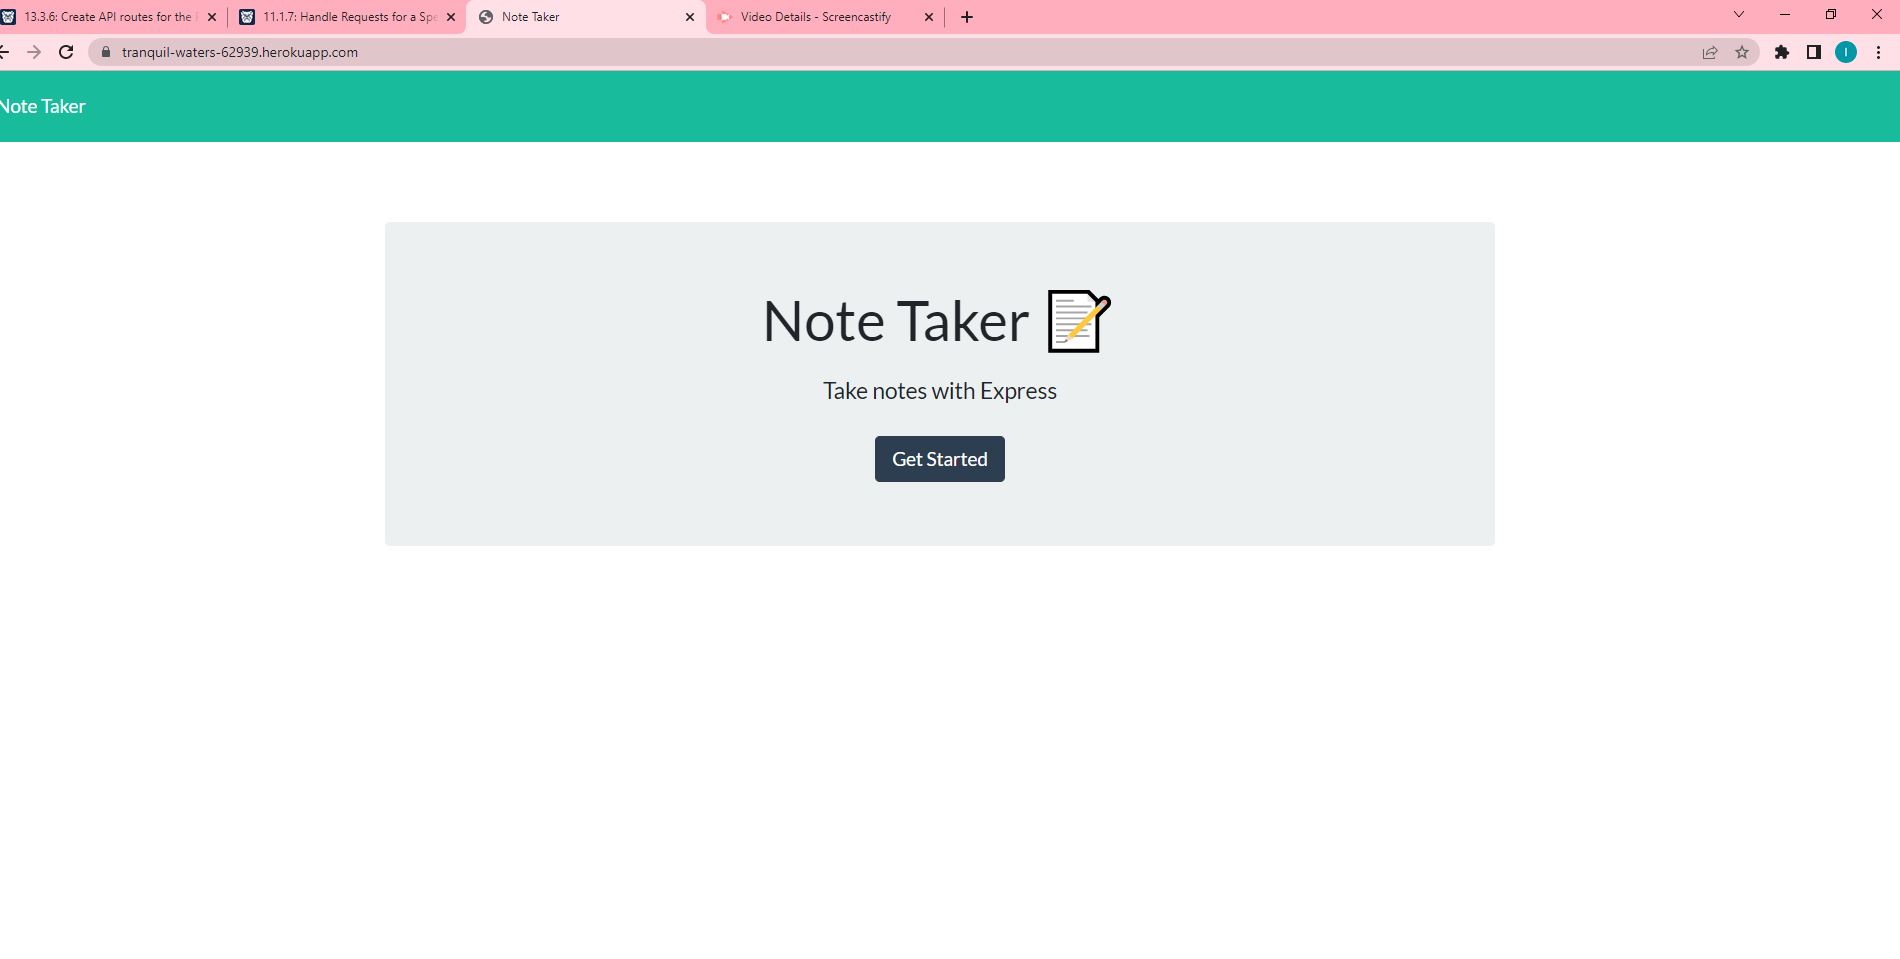 13.3.6: Create API routes for the
11.1.7: Handle Requests for a Spe
Note Taker
Video Details - Screencastify
tranquil-waters-62939.herokuapp.com
I
Note Taker
Note Taker
Take notes with Express
Get Started